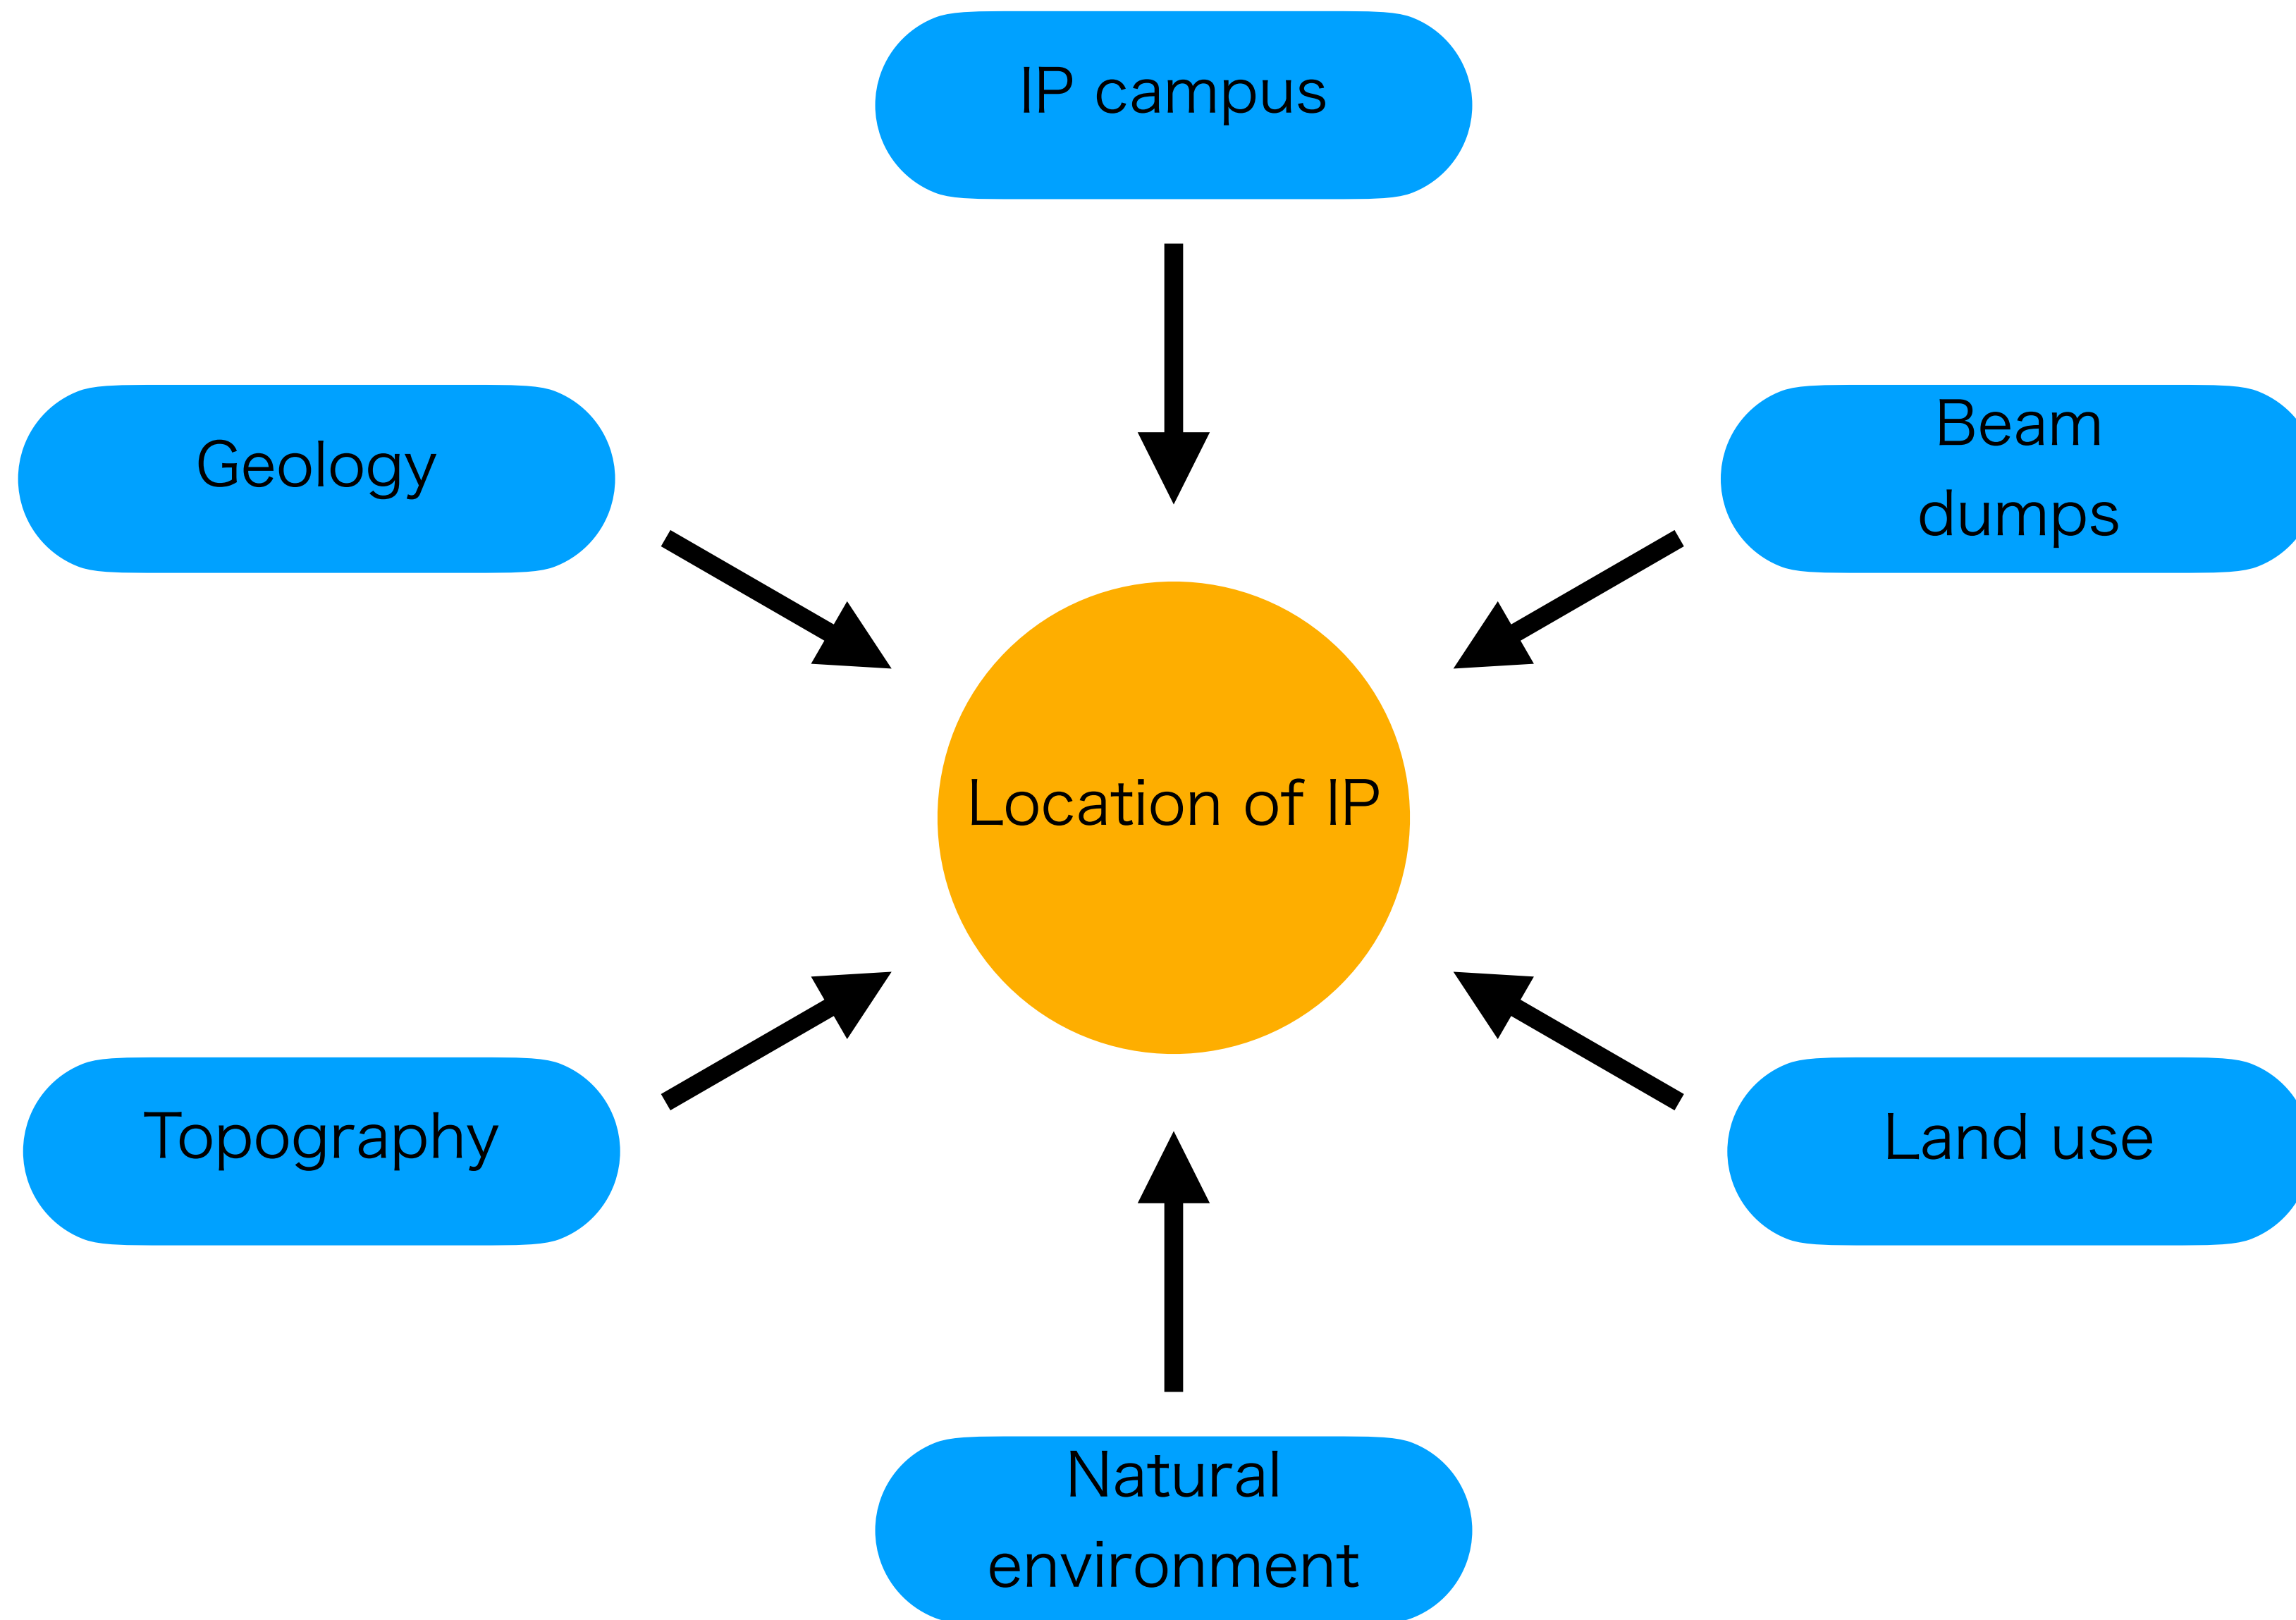 IP campus
Geology
Beam
dumps
Location of IP
Topography
Land use
Natural
environment